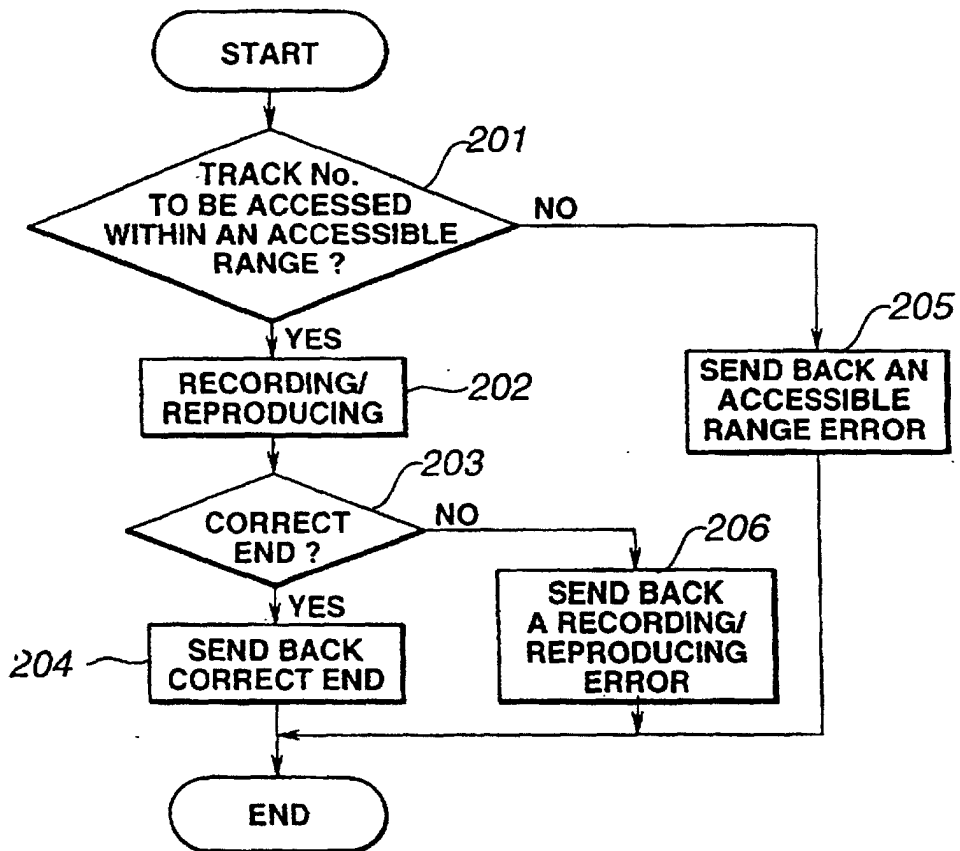 START
201
TRACK No.
TO BE ACCESSED
WITHIN AN ACCESSIBLE
RANGE ?
NO
YES
205
SEND BACK AN
ACCESSIBLE
RANGE ERROR
RECORDING/
REPRODUCING
202
203
CORRECT
END ?
NO
YES
206
SEND BACK
A RECORDING/
REPRODUCING
ERROR
204
SEND BACK
CORRECT END
END